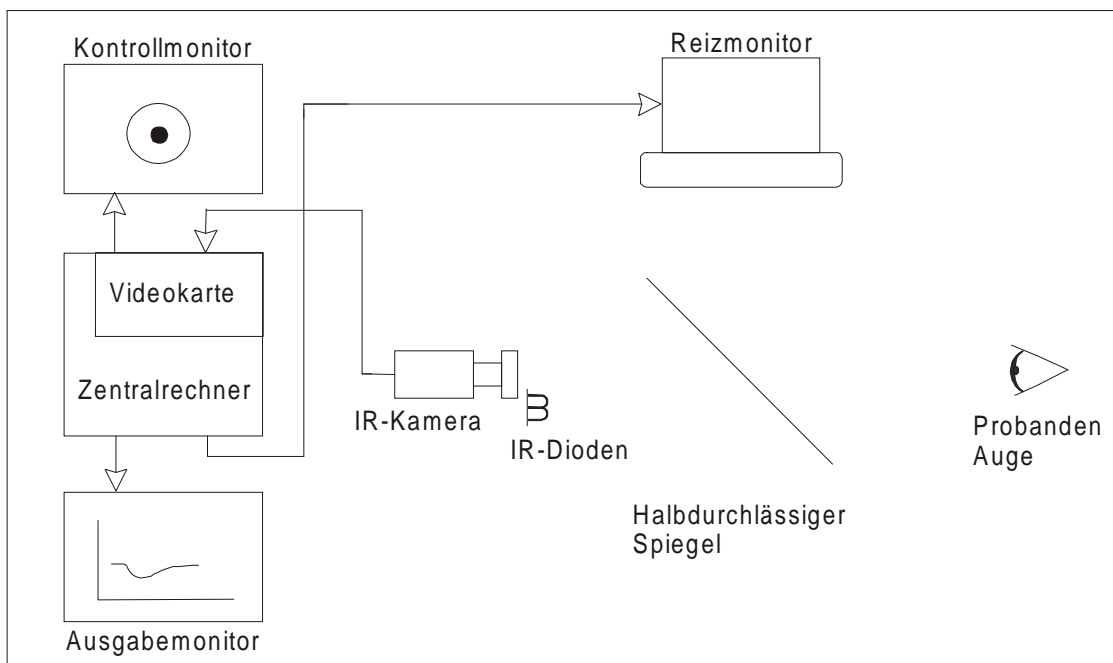 Kontrollmonitor
Reizmonitor
Videokarte
Zentralrechner
IR-Kamera
IR-Dioden
Probanden
Auge
Halbdurchlässiger
Spiegel
Ausgabemonitor